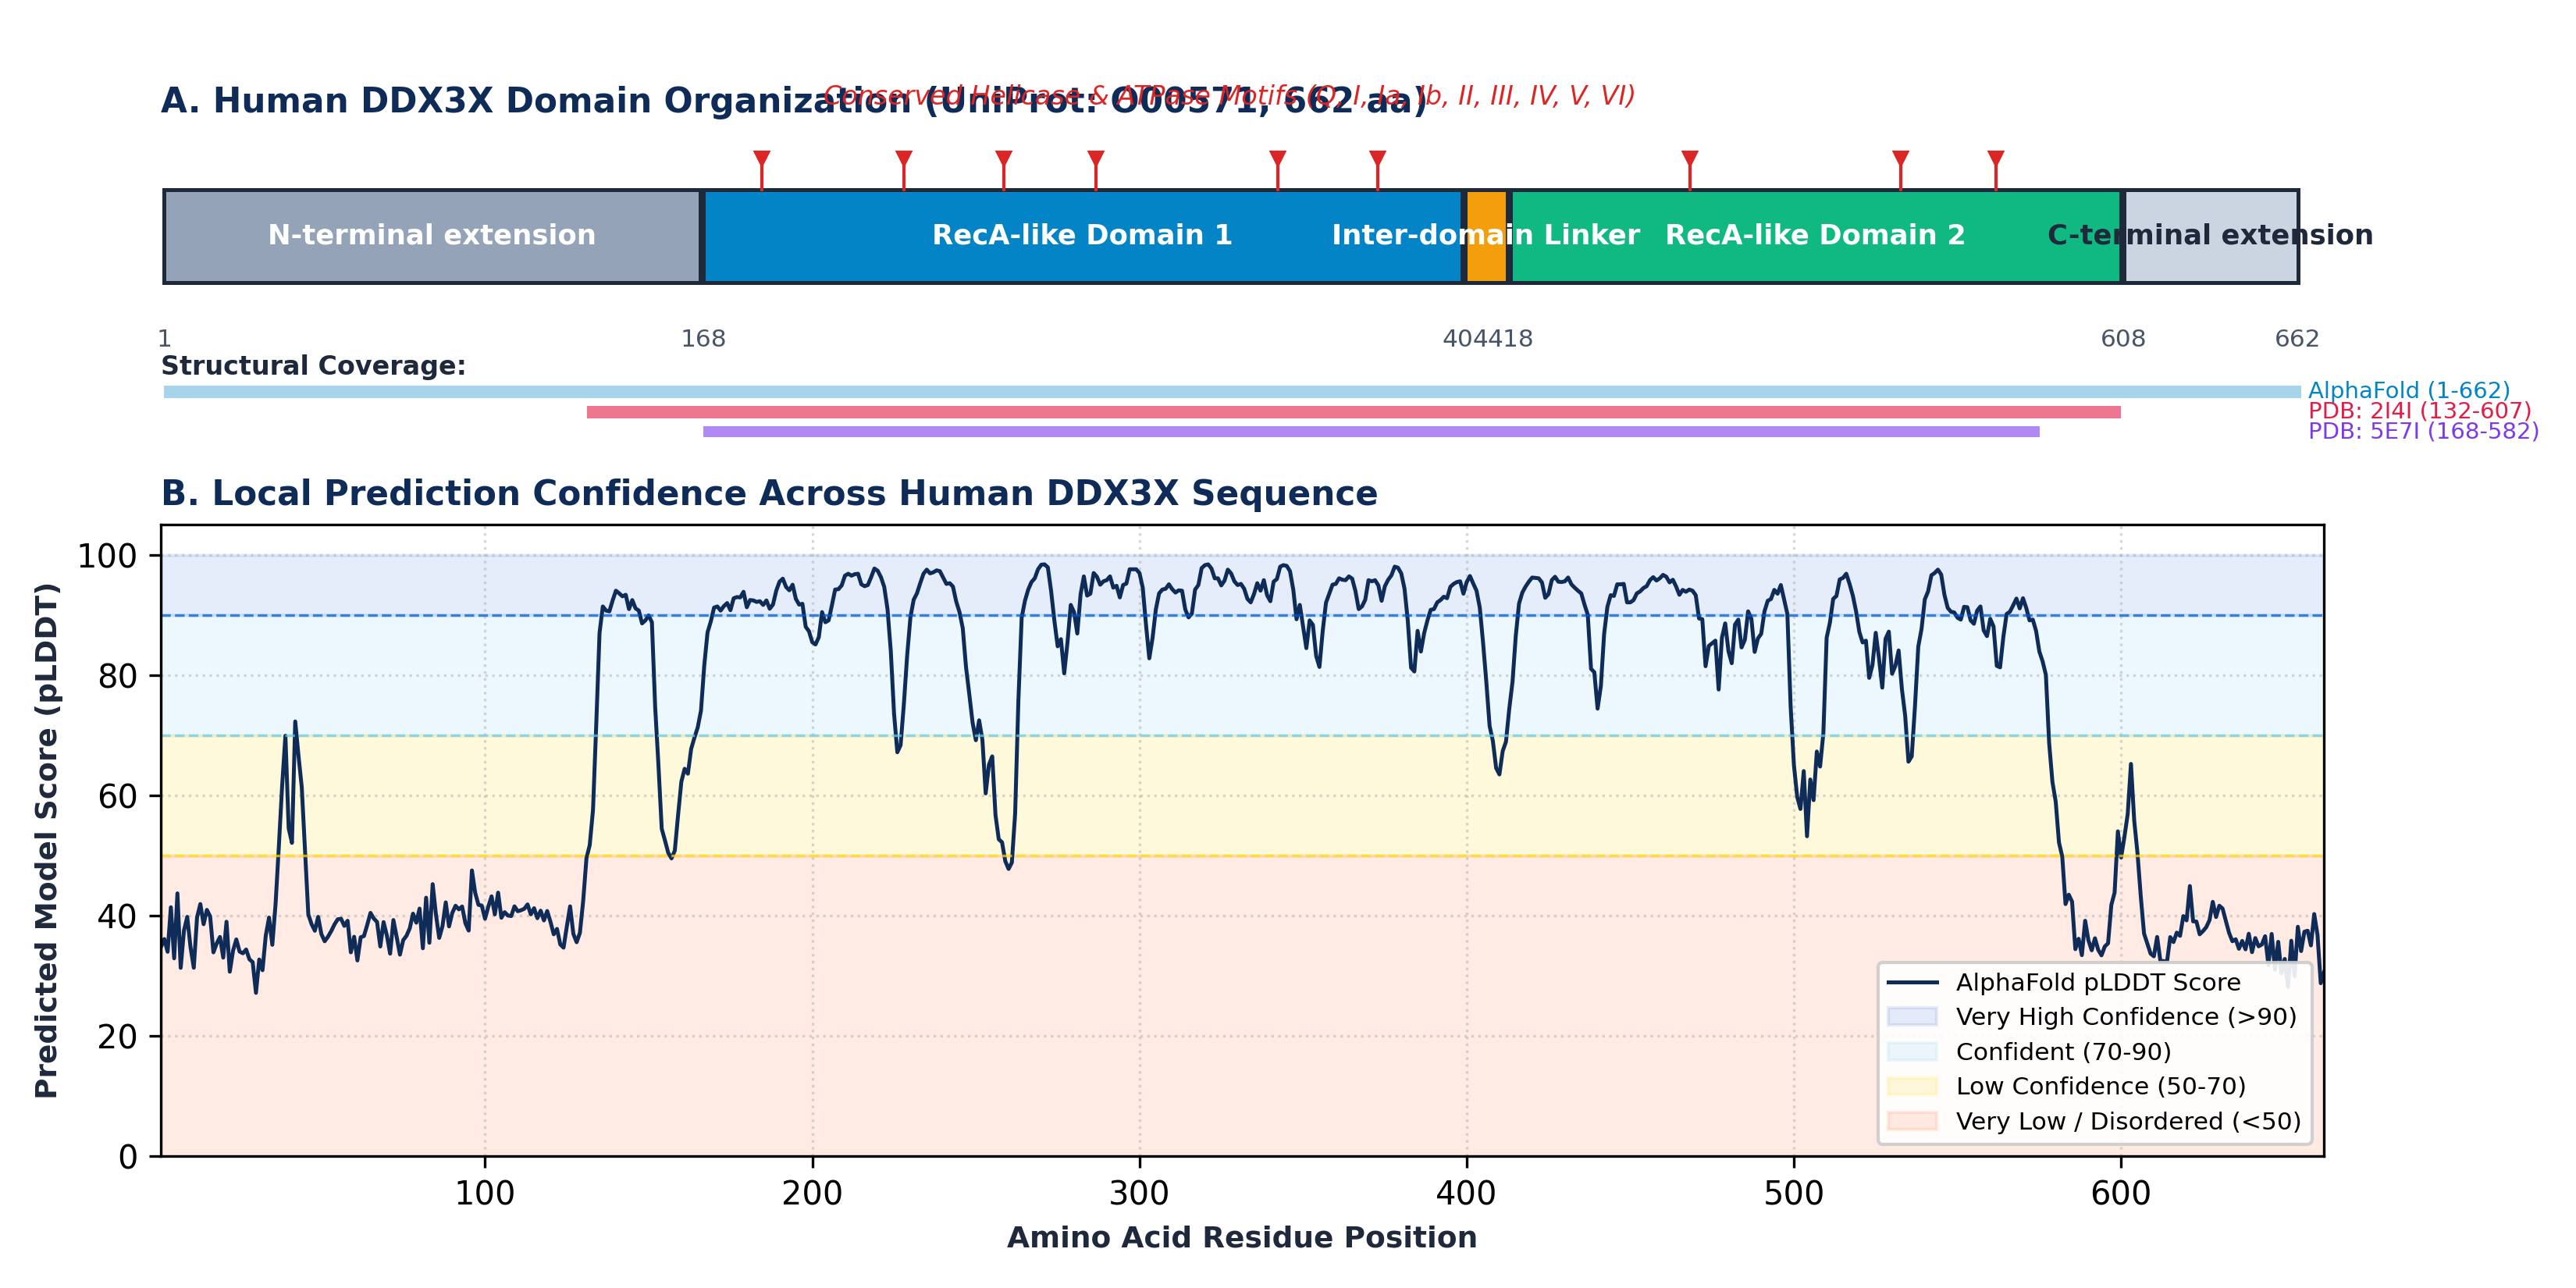 A. Human DDX3X Domain Organization (UniProt: O00571, 662 aa)
Conserved Helicase & ATPase Motifs (Q, I, Ia, Ib, II, III, IV, V, VI)
N-terminal extension
RecA-like Domain 1
Inter-domain Linker
RecA-like Domain 2
C-terminal extension
1
168
404
418
608
662
Structural Coverage:
AlphaFold (1-662)
PDB: 2I4I (132-607)
PDB: 5E7I (168-582)
B. Local Prediction Confidence Across Human DDX3X Sequence
Predicted Model Score (pLDDT)
100
80
60
40
20
0
AlphaFold pLDDT Score
Very High Confidence (>90)
Confident (70-90)
Low Confidence (50-70)
Very Low / Disordered (<50)
100
200
300
400
500
600
Amino Acid Residue Position